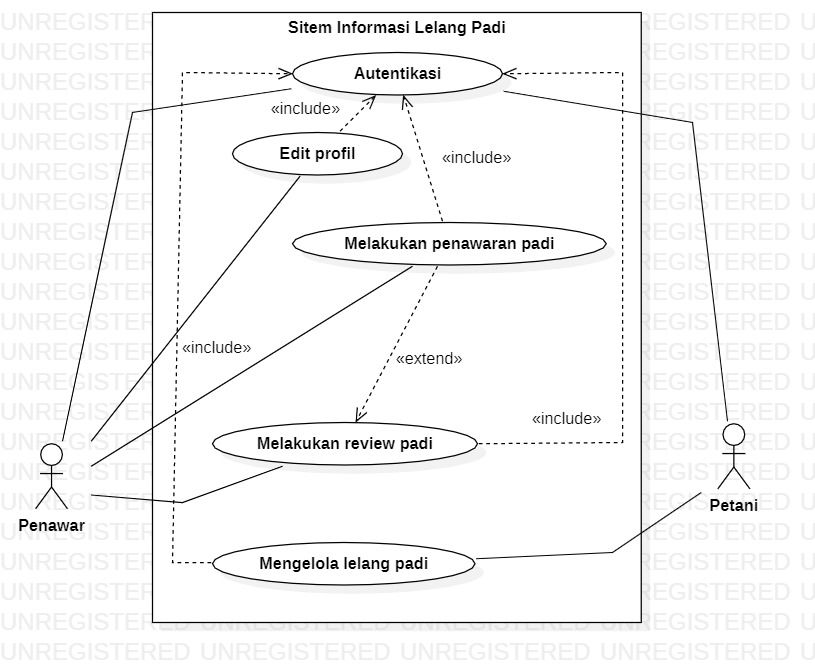 Sitem Informasi Lelang Padi
Autentikasi
«include»
Edit profil
«include»
Melakukan penawaran padi
«include»
«extend»
«include»
Melakukan review padi
Penawar
Petani
Mengelola lelang padi
UNREGISTERED UNREGISTERED UNREGISTERED UNREGISTERED U